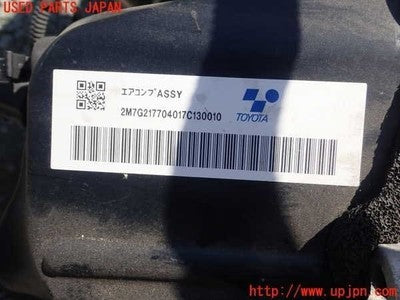 USED PARTS JAPAN
エアコンプASSY
2M7G217704017C130010
TOYOTA
http://www.upjpn.com